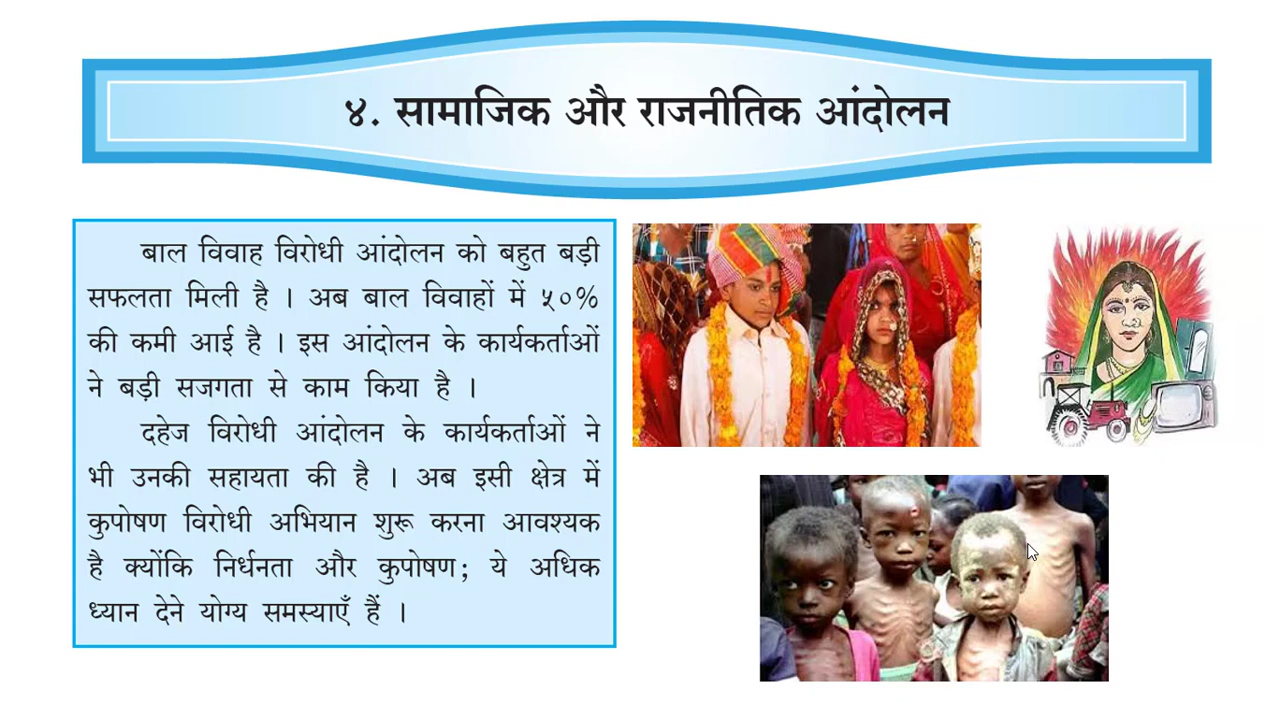 ४. सामाजिक और राजनीतिक आंदोलन
बाल विवाह विरोधी आंदोलन को बहुत बड़ी
सफलता मिली है । अब बाल विवाहों में ५०%
की कमी आई है । इस आंदोलन के कार्यकर्ताओं
ने बड़ी सजगता से काम किया है ।
दहेज विरोधी आंदोलन के कार्यकर्ताओं ने
भी उनकी सहायता की है । अब इसी क्षेत्र में
कुपोषण विरोधी अभियान शुरू करना आवश्यक
है क्योंकि निर्धनता और कुपोषण; ये अधिक
ध्यान देने योग्य समस्याएँ हैं ।